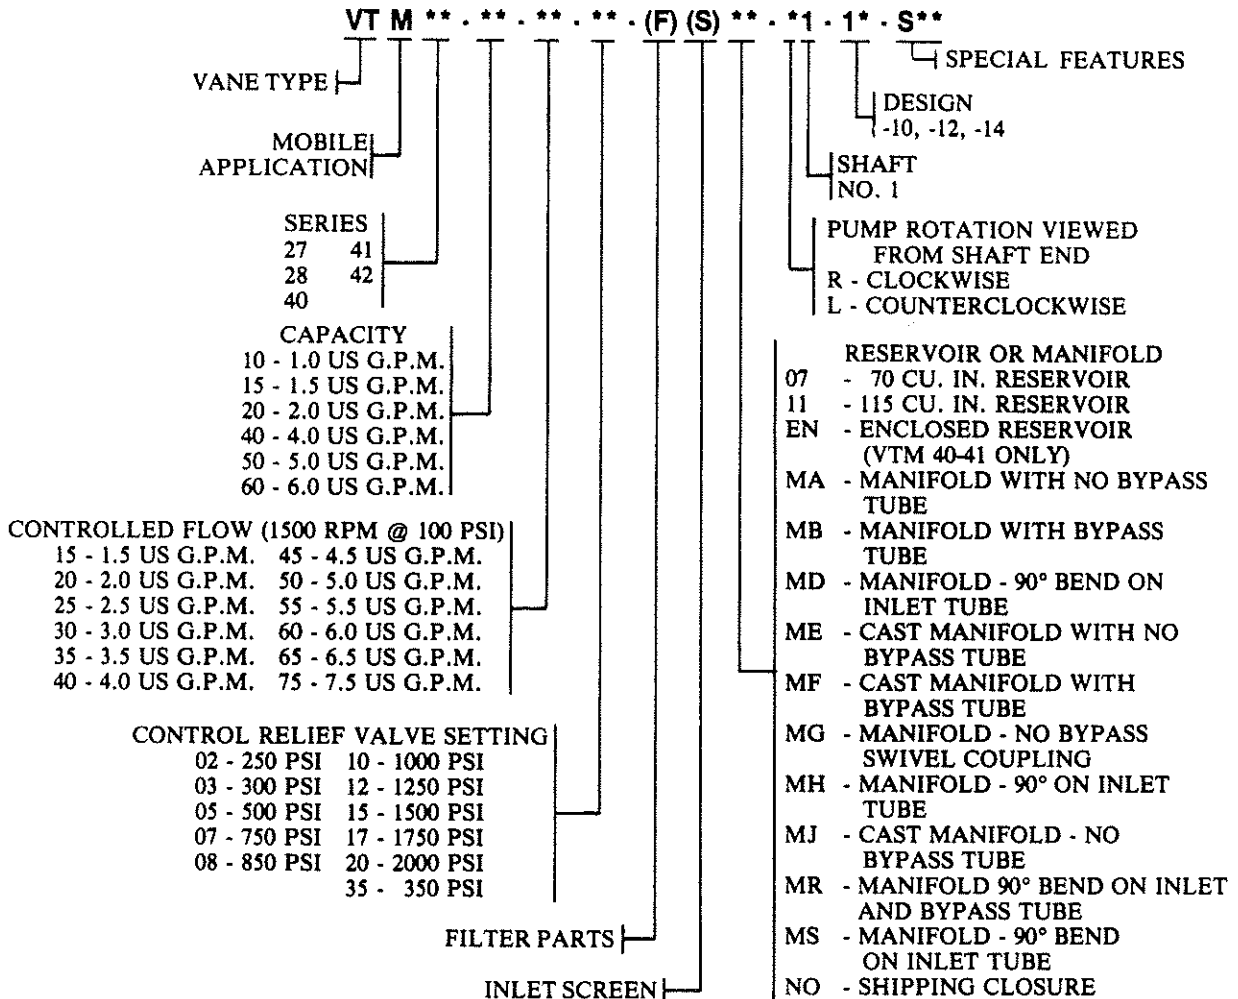 VT M ** . ** . ** . ** . (F) (S) ** . *1 . 1* . S**
SPECIAL FEATURES
VANE TYPE
DESIGN
-10, -12, -14
MOBILE
APPLICATION
SHAFT
NO. 1
SERIES
27 41
28 42
40
PUMP ROTATION VIEWED
FROM SHAFT END
R - CLOCKWISE
L - COUNTERCLOCKWISE
CAPACITY
10 - 1.0 US G.P.M.
15 - 1.5 US G.P.M.
20 - 2.0 US G.P.M.
40 - 4.0 US G.P.M.
50 - 5.0 US G.P.M.
60 - 6.0 US G.P.M.
CONTROLLED FLOW (1500 RPM @ 100 PSI)
15 - 1.5 US G.P.M. 45 - 4.5 US G.P.M.
20 - 2.0 US G.P.M. 50 - 5.0 US G.P.M.
25 - 2.5 US G.P.M. 55 - 5.5 US G.P.M.
30 - 3.0 US G.P.M. 60 - 6.0 US G.P.M.
35 - 3.5 US G.P.M. 65 - 6.5 US G.P.M.
40 - 4.0 US G.P.M. 75 - 7.5 US G.P.M.
CONTROL RELIEF VALVE SETTING
02 - 250 PSI 10 - 1000 PSI
03 - 300 PSI 12 - 1250 PSI
05 - 500 PSI 15 - 1500 PSI
07 - 750 PSI 17 - 1750 PSI
08 - 850 PSI 20 - 2000 PSI
35 - 350 PSI
FILTER PARTS
INLET SCREEN
RESERVOIR OR MANIFOLD
07 - 70 CU. IN. RESERVOIR
11 - 115 CU. IN. RESERVOIR
EN - ENCLOSED RESERVOIR
(VTM 40-41 ONLY)
MA - MANIFOLD WITH NO BYPASS
TUBE
MB - MANIFOLD WITH BYPASS
TUBE
MD - MANIFOLD - 90° BEND ON
INLET TUBE
ME - CAST MANIFOLD WITH NO
BYPASS TUBE
MF - CAST MANIFOLD WITH
BYPASS TUBE
MG - MANIFOLD - NO BYPASS
SWIVEL COUPLING
MH - MANIFOLD - 90° ON INLET
TUBE
MJ - CAST MANIFOLD - NO
BYPASS TUBE
MR - MANIFOLD 90° BEND ON INLET
AND BYPASS TUBE
MS - MANIFOLD - 90° BEND
ON INLET TUBE
NO - SHIPPING CLOSURE